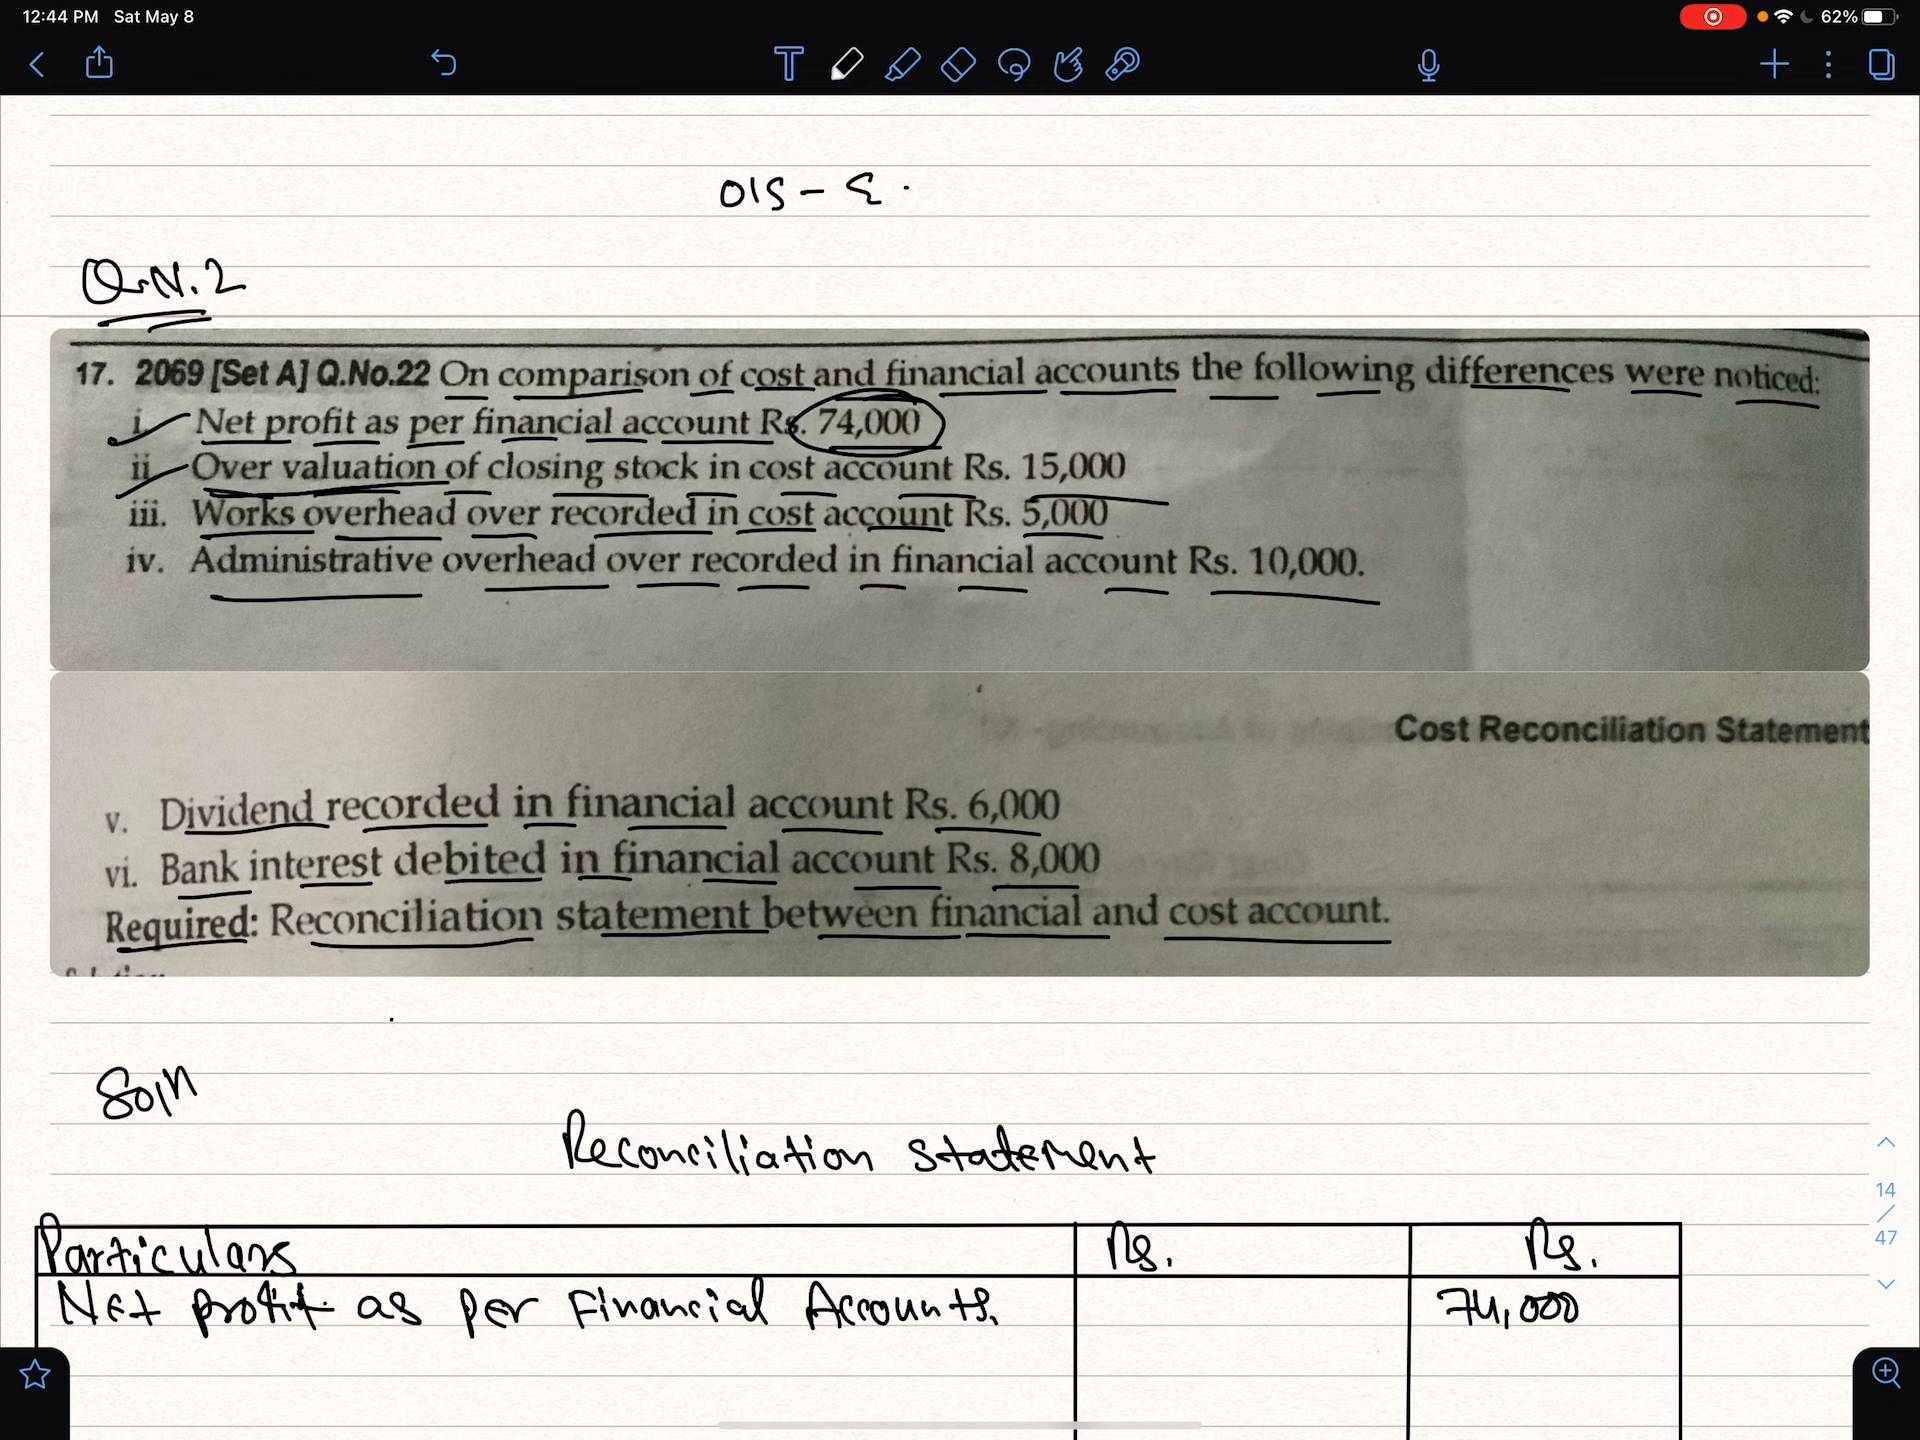 12:44 PM Sat May 8
62%
Q.N.2
17. 2069 [Set A] Q.No.22 On comparison of cost and financial accounts the following differences were noticed:
i. Net profit as per financial account Rs. 74,000
ii. Over valuation of closing stock in cost account Rs. 15,000
iii. Works overhead over recorded in cost account Rs. 5,000
iv. Administrative overhead over recorded in financial account Rs. 10,000.
Cost Reconciliation Statement
v. Dividend recorded in financial account Rs. 6,000
vi. Bank interest debited in financial account Rs. 8,000
Required: Reconciliation statement between financial and cost account.
Soln
Reconciliation statement
Particulars Rs. Rs.
Net profit as per Financial Accounts. 74,000
14
/
47